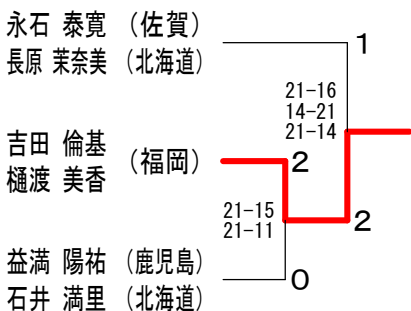 永石 泰寛 （佐賀）
長原 茉奈美 （北海道）
1
21-16
14-21
21-14
吉田 倫基
樋渡 美香
（福岡）
2
21-15
21-11
2
益満 陽祐 （鹿児島）
石井 満里 （北海道）
0